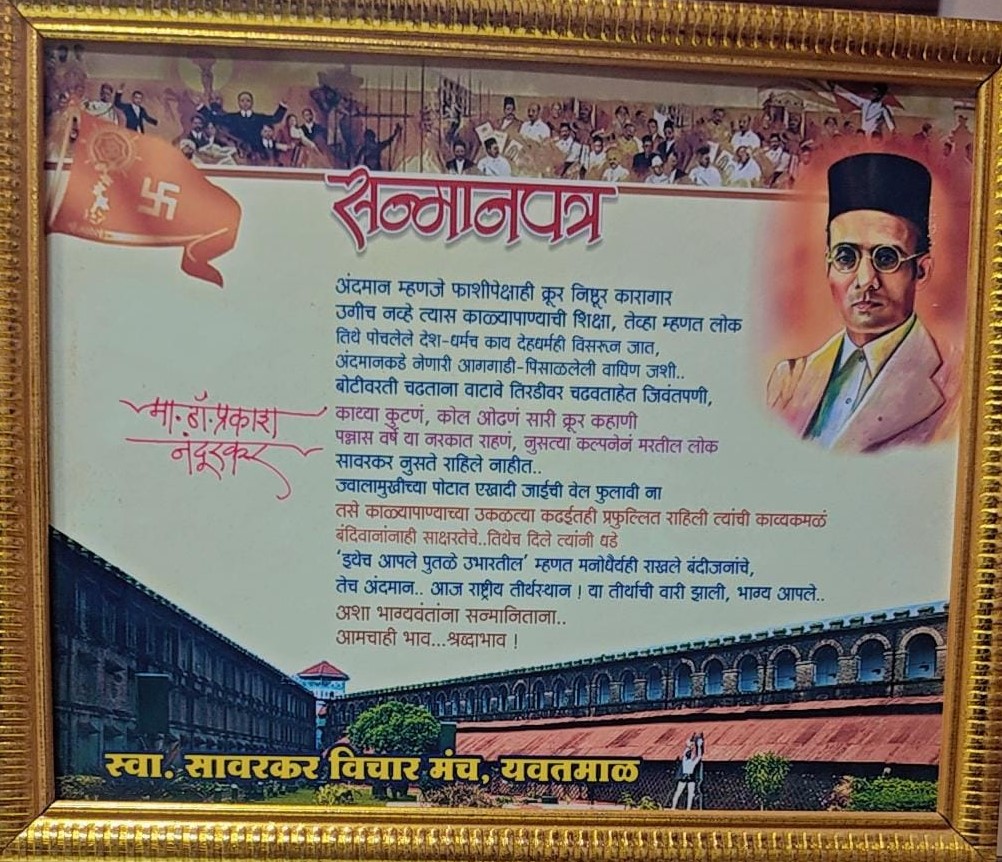 सन्मानपत्र
अंदमान म्हणजे फाशीपेक्षाही क्रूर निष्ठूर कारागार
उगीच नव्हे त्यास काळ्यापाण्याची शिक्षा, तेव्हा म्हणत लोक
तिथे पोचलेले देश-धर्मच काय देहधर्मही विसरून जात,
अंदमानकडे नेणारी आगगाडी-पिसाळलेली वाघिण जशी..
बोटीवरती चढताना वाटावे तिरडीवर चढवताहेत जिवंतपणी,
काथ्या कुटणं, कोल ओढणं सारी क्रूर कहाणी
पन्नास वर्षे या नरकात राहणं, नुसत्या कल्पनेनं मरतील लोक
सावरकर नुसते राहिले नाहीत..
ज्वालामुखीच्या पोटात एखादी जाईची वेल फुलावी ना
तसे काळ्यापाण्याच्या उकळत्या कढईतही प्रफुल्लित राहिली त्यांची काव्यकमळं
बंदिवानांनाही साक्षरतेचे..तिथेच दिले त्यांनी धडे
'इथेच आपले पुतळे उभारतील' म्हणत मनोधैर्यही राखले बंदीजनांचे,
तेच अंदमान.. आज राष्ट्रीय तीर्थस्थान ! या तीर्थाची वारी झाली, भाग्य आपले..
अशा भाग्यवंतांना सन्मानिताना..
आमचाही भाव...श्रध्दाभाव !
मा. डॉ. प्रकाश
नंदूरकर
स्वा. सावरकर विचार मंच, यवतमाळ